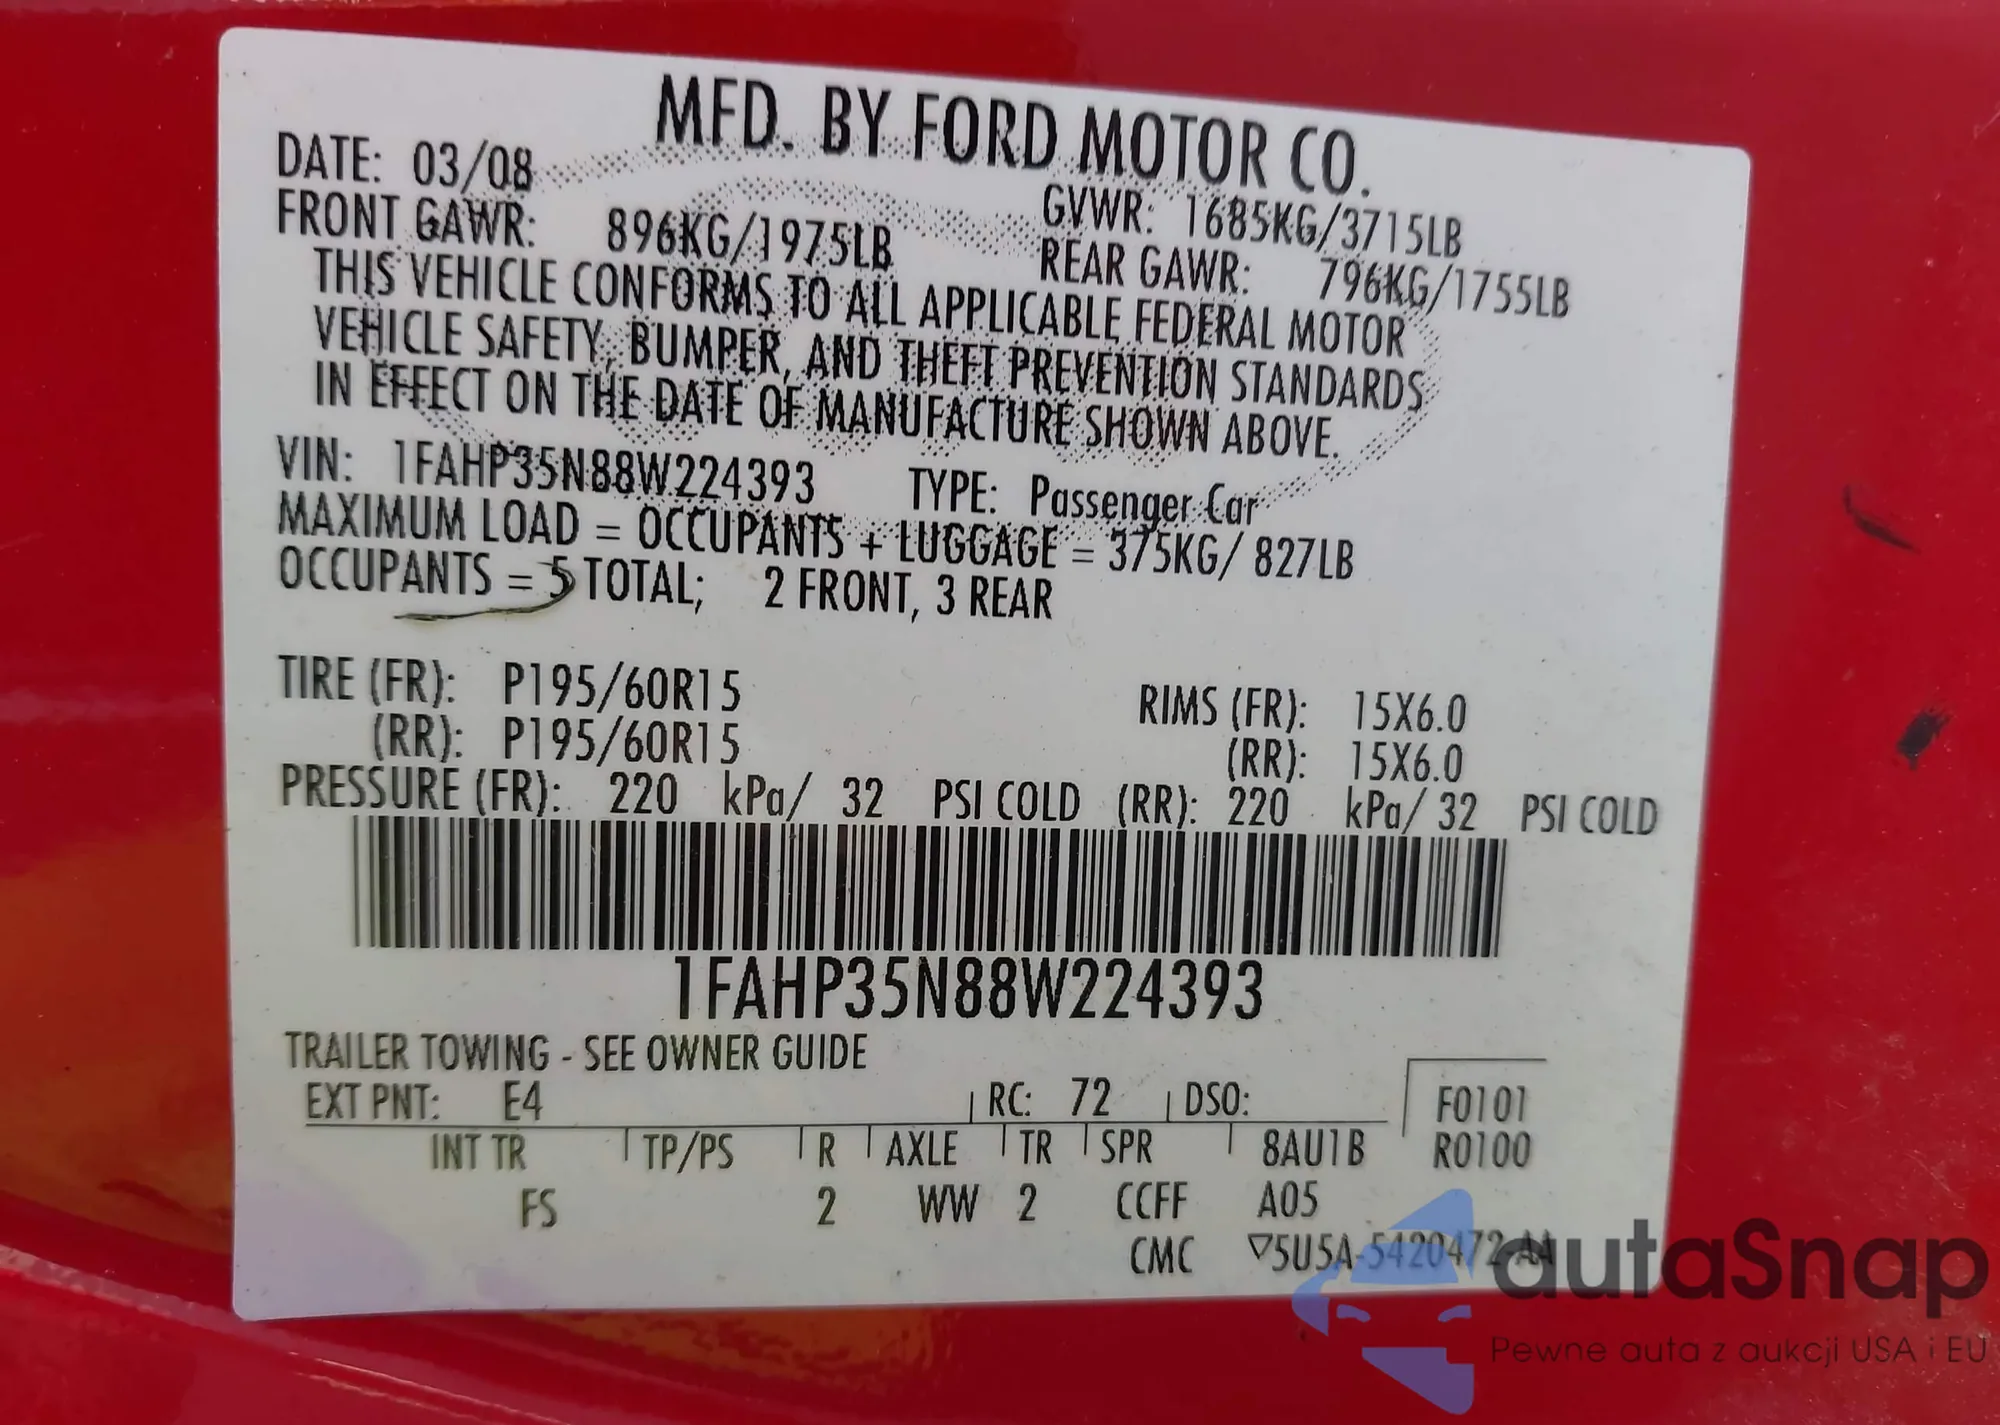 MFD. BY FORD MOTOR CO.
DATE: 03/08 GVWR: 1685KG/3715LB
FRONT GAWR: 896KG/1975LB REAR GAWR: 796KG/1755LB
THIS VEHICLE CONFORMS TO ALL APPLICABLE FEDERAL MOTOR
VEHICLE SAFETY, BUMPER, AND THEFT PREVENTION STANDARDS
IN EFFECT ON THE DATE OF MANUFACTURE SHOWN ABOVE.
VIN: 1FAHP35N88W224393 TYPE: Passenger Car
MAXIMUM LOAD = OCCUPANTS + LUGGAGE = 375KG/ 827LB
OCCUPANTS = 5 TOTAL; 2 FRONT, 3 REAR
TIRE (FR): P195/60R15 RIMS (FR): 15X6.0
(RR): P195/60R15 (RR): 15X6.0
PRESSURE (FR): 220 kPa/ 32 PSI COLD (RR): 220 kPa/ 32 PSI COLD
1FAHP35N88W224393
TRAILER TOWING - SEE OWNER GUIDE
EXT PNT: E4 RC: 72 DSO: F0101
INT TR TP/PS R AXLE TR SPR 8AU1B R0100
FS 2 WW 2 CCFF A05
CMC ▽5U5A-5420472-AA
autaSnap
Pewne auta z aukcji USA i EU